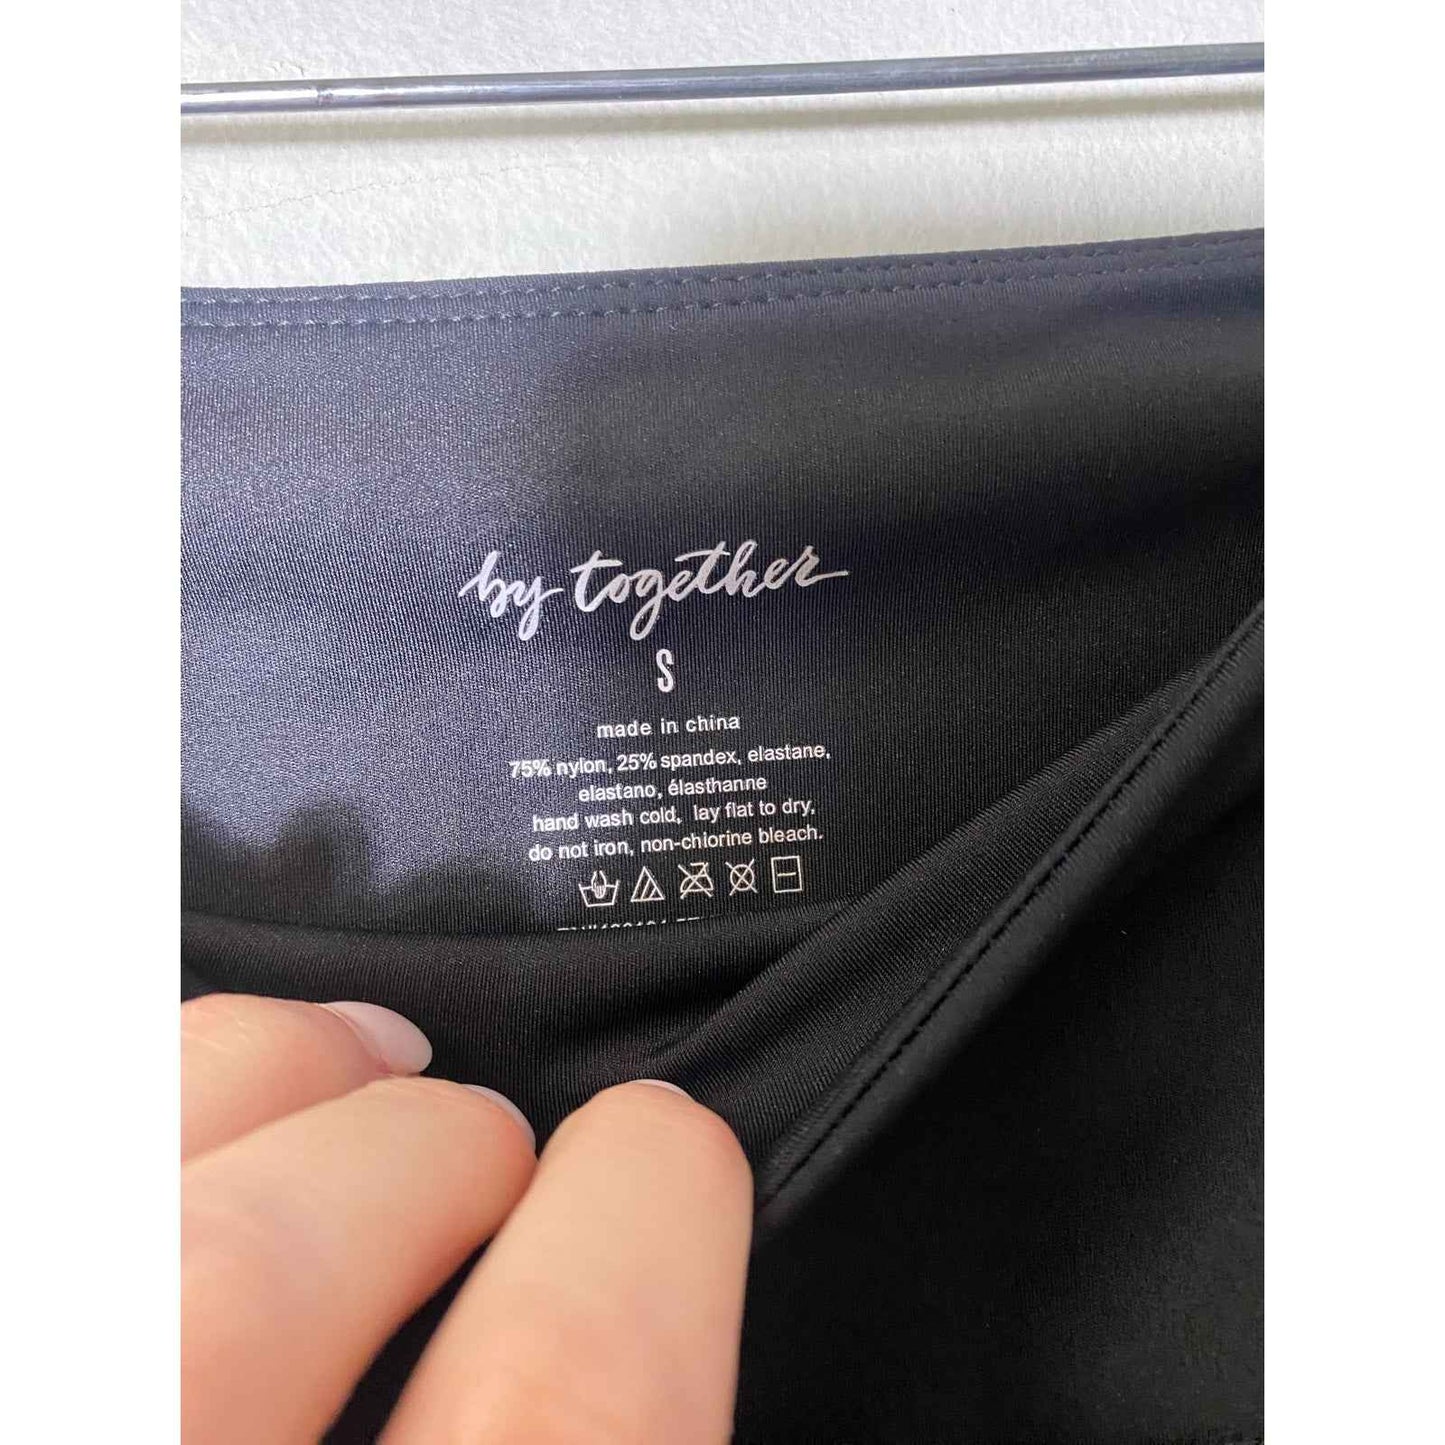 by together
S
made in china
75% nylon, 25% spandex, elastane,
elastano, élasthanne
hand wash cold, lay flat to dry,
do not iron, non-chlorine bleach.